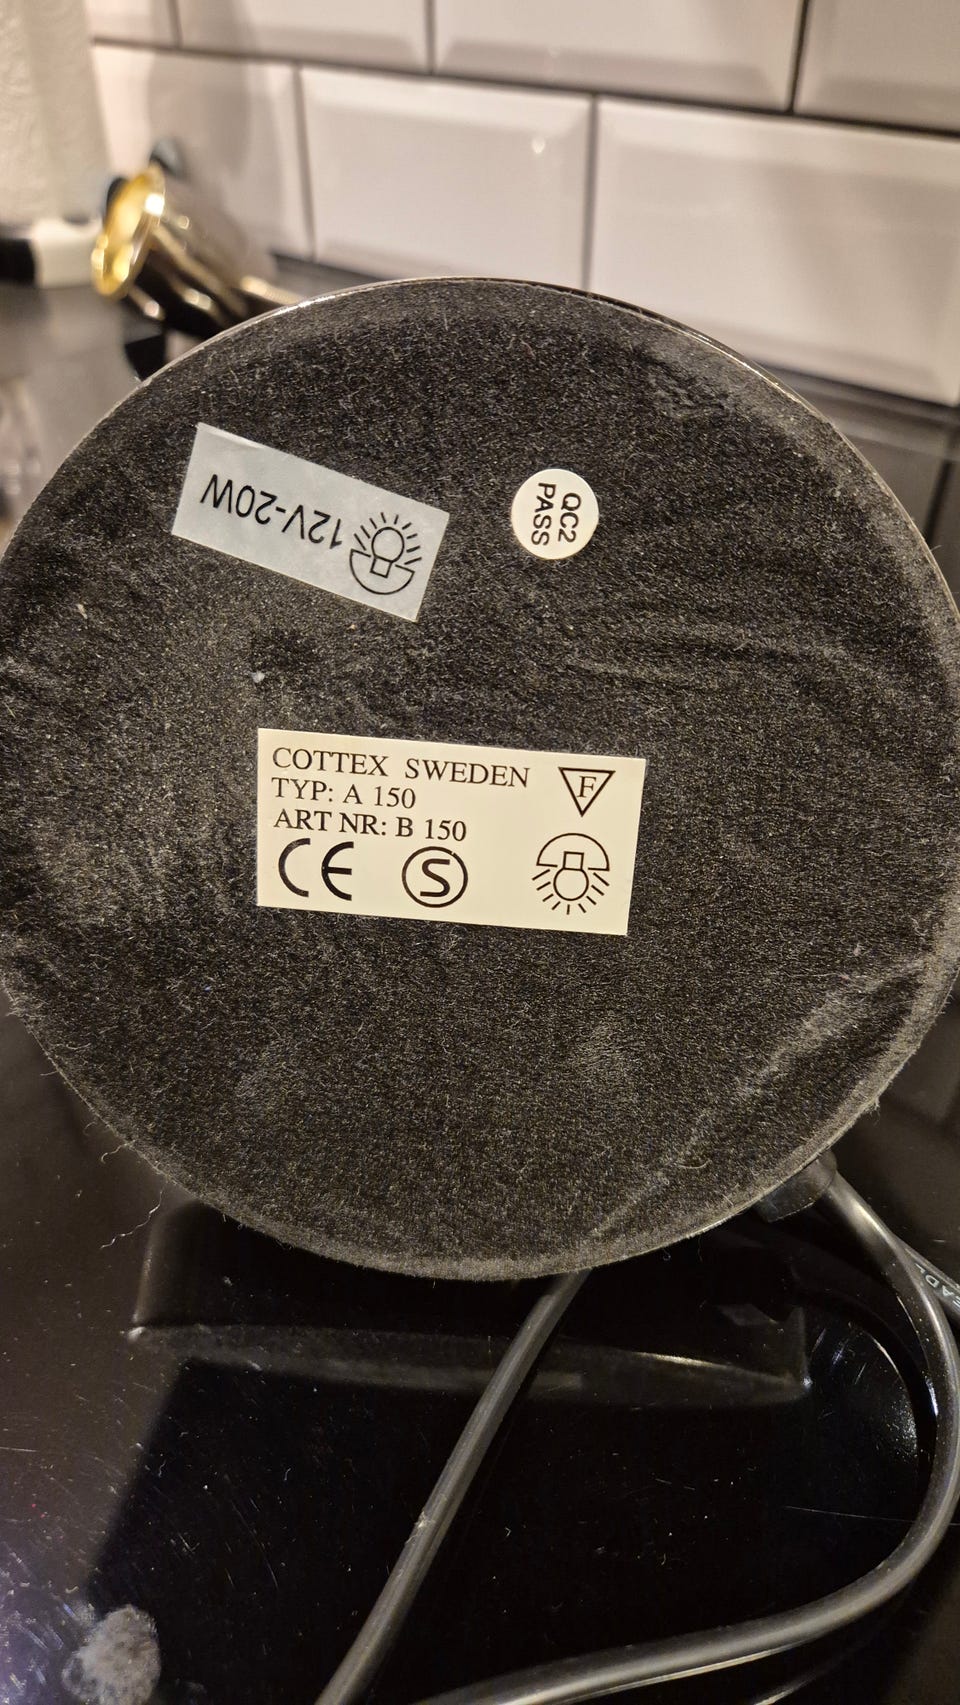 12V-20W
QC2
PASS
COTTEX SWEDEN
TYP: A 150
ART NR: B 150
F
CE
S